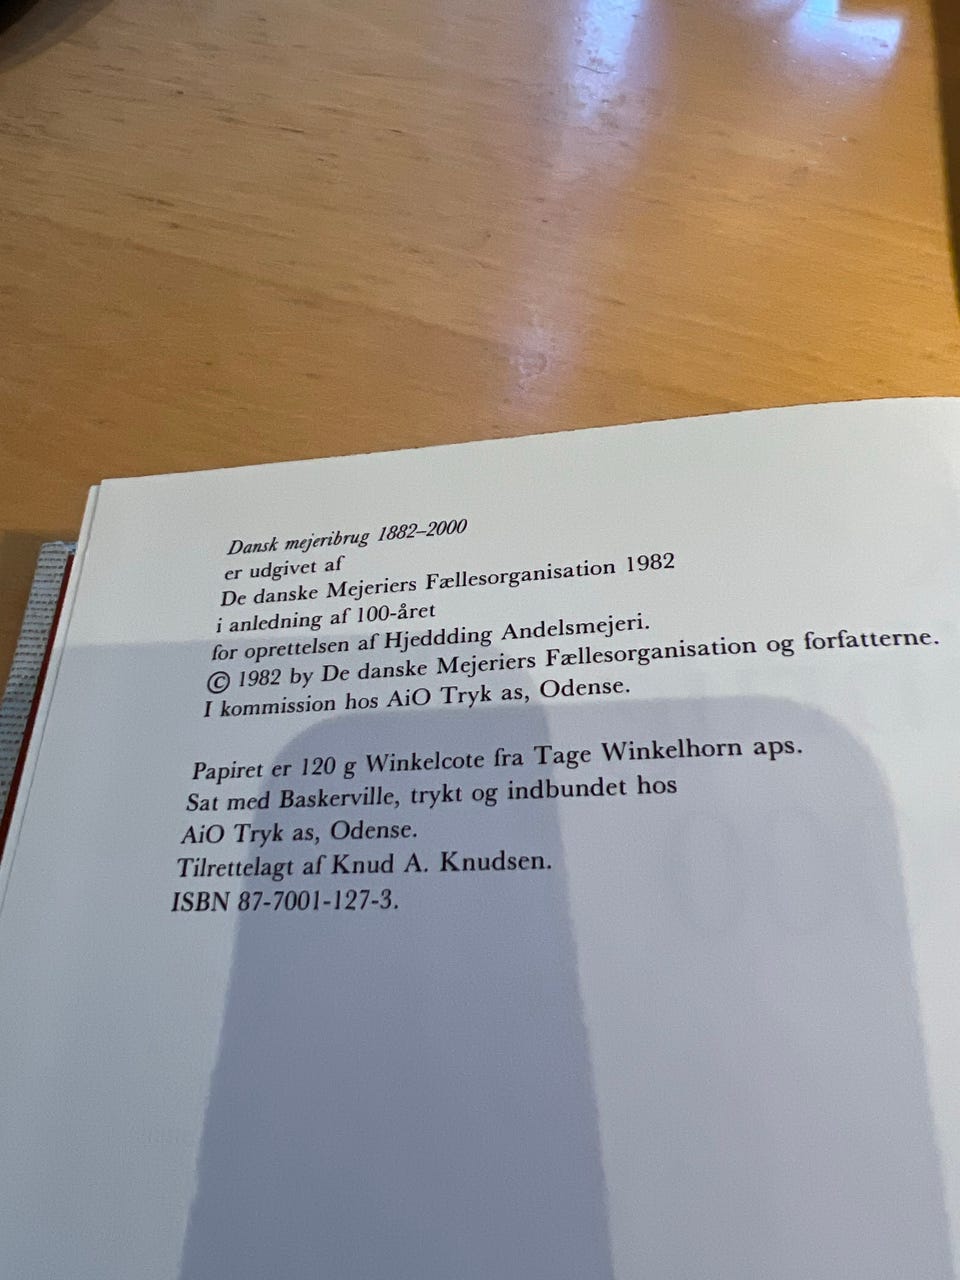 Dansk mejeribrug 1882–2000
er udgivet af
De danske Mejeriers Fællesorganisation 1982
i anledning af 100-året
for oprettelsen af Hjeddding Andelsmejeri.
© 1982 by De danske Mejeriers Fællesorganisation og forfatterne.
I kommission hos AiO Tryk as, Odense.
Papiret er 120 g Winkelcote fra Tage Winkelhorn aps.
Sat med Baskerville, trykt og indbundet hos
AiO Tryk as, Odense.
Tilrettelagt af Knud A. Knudsen.
ISBN 87-7001-127-3.